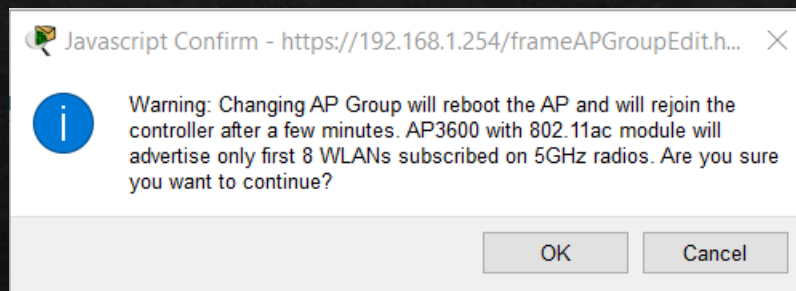 Javascript Confirm - https://192.168.1.254/frameAPGroupEdit.h...
Warning: Changing AP Group will reboot the AP and will rejoin the
controller after a few minutes. AP3600 with 802.11ac module will
advertise only first 8 WLANs subscribed on 5GHz radios. Are you sure
you want to continue?
OK
Cancel